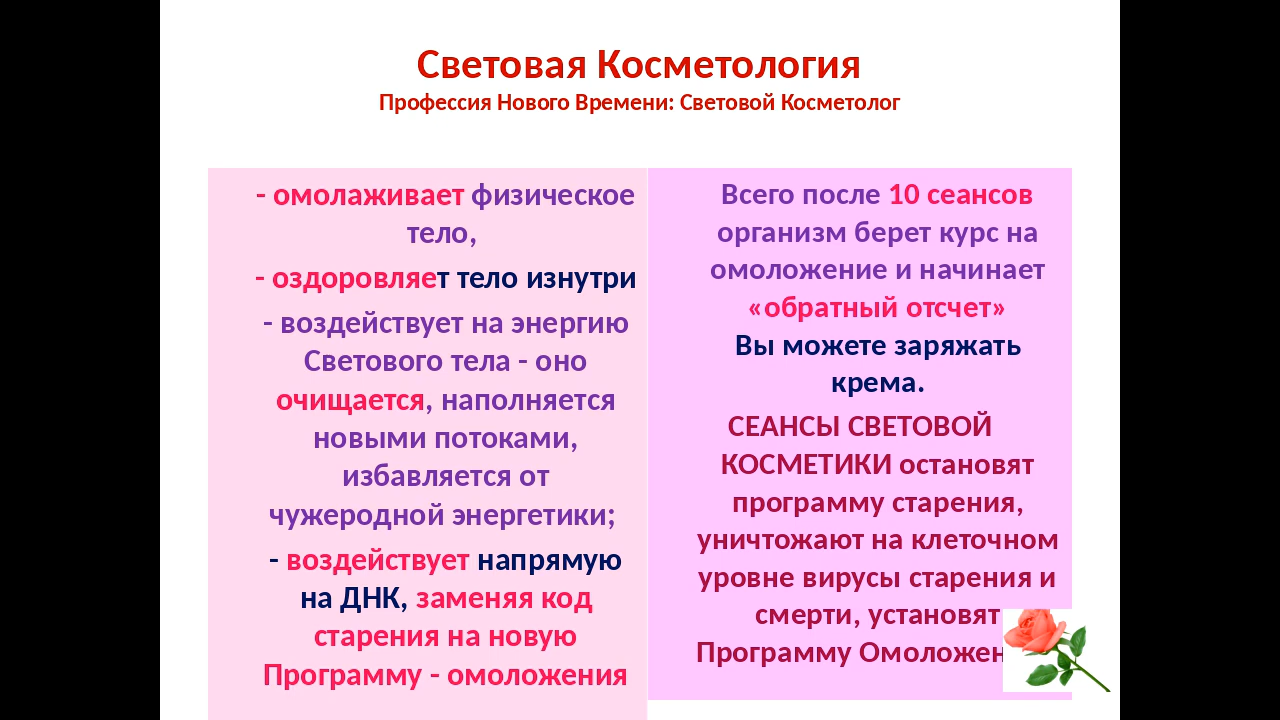 Световая Косметология
Профессия Нового Времени: Световой Косметолог
- омолаживает физическое
тело,
- оздоровляет тело изнутри
- воздействует на энергию
Светового тела - оно
очищается, наполняется
новыми потоками,
избавляется от
чужеродной энергетики;
- воздействует напрямую
на ДНК, заменяя код
старения на новую
Программу - омоложения
Всего после 10 сеансов
организм берет курс на
омоложение и начинает
«обратный отсчет»
Вы можете заряжать
крема.
СЕАНСЫ СВЕТОВОЙ
КОСМЕТИКИ остановят
программу старения,
уничтожают на клеточном
уровне вирусы старения и
смерти, установят
Программу Омоложен